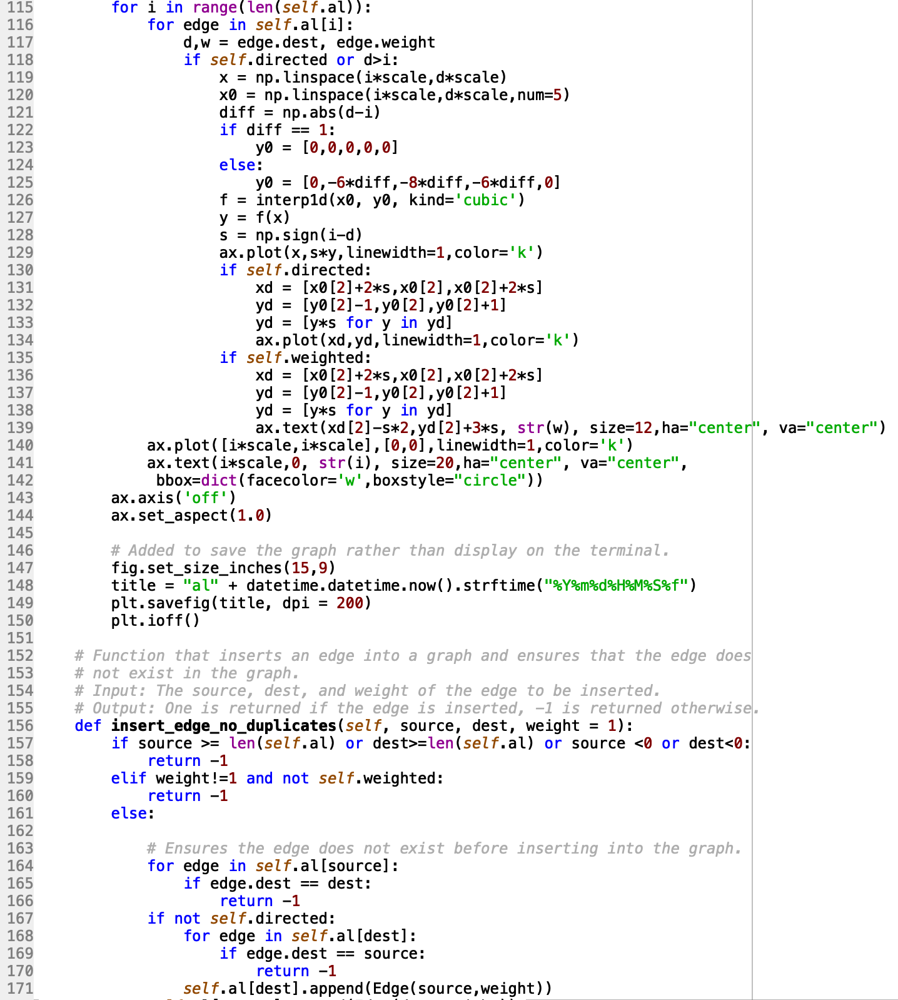 115         for i in range(len(self.al)):
116             for edge in self.al[i]:
117                 d,w = edge.dest, edge.weight
118                 if self.directed or d>i:
119                     x = np.linspace(i*scale,d*scale)
120                     x0 = np.linspace(i*scale,d*scale,num=5)
121                     diff = np.abs(d-i)
122                     if diff == 1:
123                         y0 = [0,0,0,0,0]
124                     else:
125                         y0 = [0,-6*diff,-8*diff,-6*diff,0]
126                     f = interp1d(x0, y0, kind='cubic')
127                     y = f(x)
128                     s = np.sign(i-d)
129                     ax.plot(x,s*y,linewidth=1,color='k')
130                     if self.directed:
131                         xd = [x0[2]+2*s,x0[2],x0[2]+2*s]
132                         yd = [y0[2]-1,y0[2],y0[2]+1]
133                         yd = [y*s for y in yd]
134                         ax.plot(xd,yd,linewidth=1,color='k')
135                     if self.weighted:
136                         xd = [x0[2]+2*s,x0[2],x0[2]+2*s]
137                         yd = [y0[2]-1,y0[2],y0[2]+1]
138                         yd = [y*s for y in yd]
139                         ax.text(xd[2]-s*2,yd[2]+3*s, str(w), size=12,ha="center", va="center")
140             ax.plot([i*scale,i*scale],[0,0],linewidth=1,color='k')
141             ax.text(i*scale,0, str(i), size=20,ha="center", va="center",
142              bbox=dict(facecolor='w',boxstyle="circle"))
143         ax.axis('off')
144         ax.set_aspect(1.0)
145
146         # Added to save the graph rather than display on the terminal.
147         fig.set_size_inches(15,9)
148         title = "al" + datetime.datetime.now().strftime("%Y%m%d%H%M%S%f")
149         plt.savefig(title, dpi = 200)
150         plt.ioff()
151
152     # Function that inserts an edge into a graph and ensures that the edge does
153     # not exist in the graph.
154     # Input: The source, dest, and weight of the edge to be inserted.
155     # Output: One is returned if the edge is inserted, -1 is returned otherwise.
156     def insert_edge_no_duplicates(self, source, dest, weight = 1):
157         if source >= len(self.al) or dest>=len(self.al) or source <0 or dest<0:
158             return -1
159         elif weight!=1 and not self.weighted:
160             return -1
161         else:
162
163             # Ensures the edge does not exist before inserting into the graph.
164             for edge in self.al[source]:
165                 if edge.dest == dest:
166                     return -1
167             if not self.directed:
168                 for edge in self.al[dest]:
169                     if edge.dest == source:
170                         return -1
171                 self.al[dest].append(Edge(source,weight))